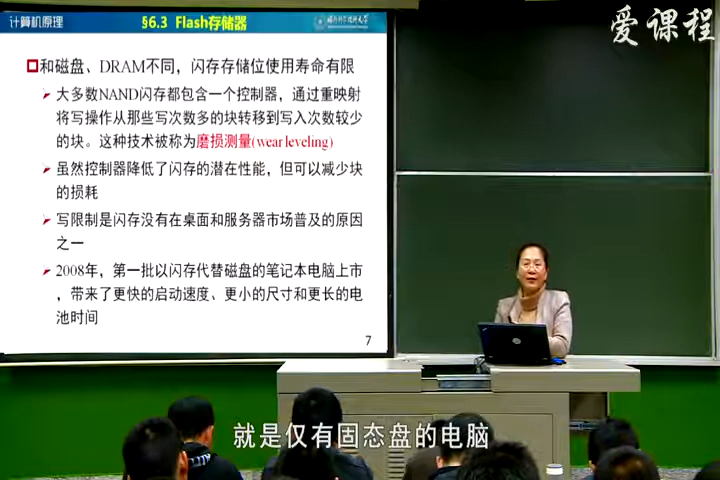 计算机原理
§6.3 Flash存储器
爱课程
和磁盘、DRAM不同，闪存存储位使用寿命有限
大多数NAND闪存都包含一个控制器，通过重映射
将写操作从那些写次数多的块转移到写入次数较少
的块。这种技术被称为磨损测量(wear leveling)
虽然控制器降低了闪存的潜在性能，但可以减少块
的损耗
写限制是闪存没有在桌面和服务器市场普及的原因
之一
2008年，第一批以闪存代替磁盘的笔记本电脑上市
，带来了更快的启动速度、更小的尺寸和更长的电
池时间
7
就是仅有固态盘的电脑